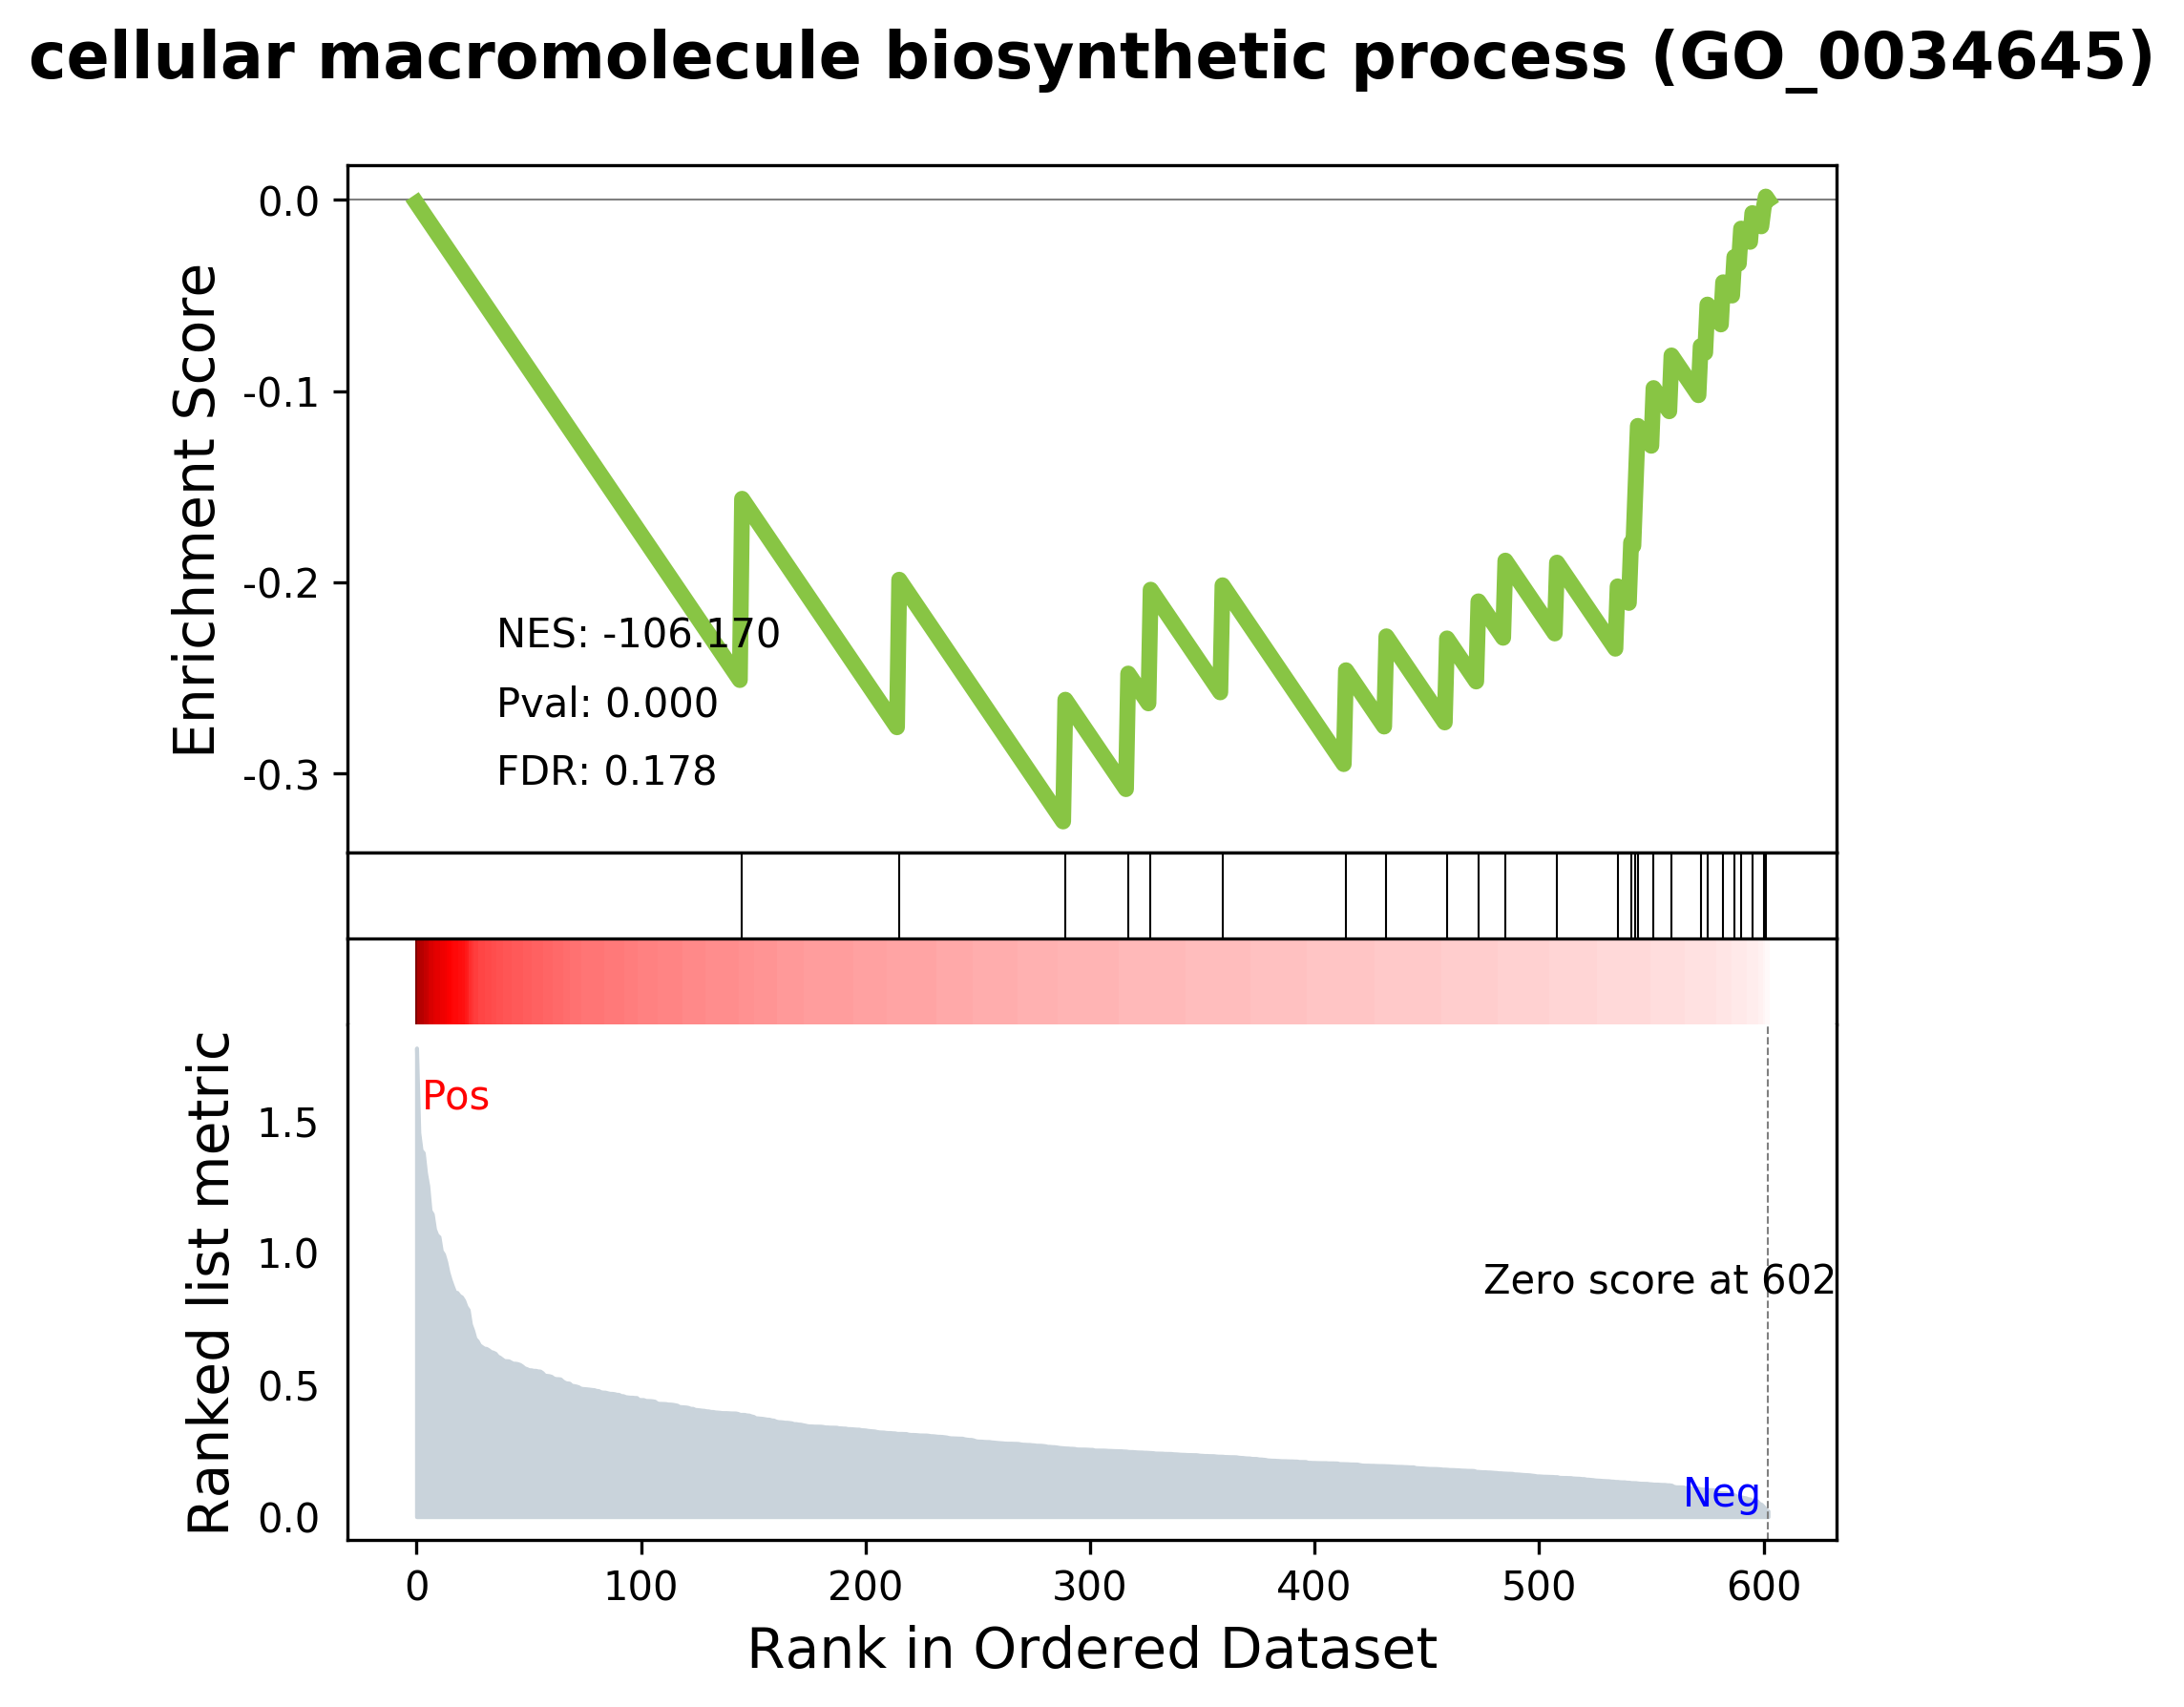 cellular macromolecule biosynthetic process (GO_0034645)
Enrichment Score
0.0
-0.1
-0.2
-0.3
NES: -106.170
Pval: 0.000
FDR: 0.178
Ranked list metric
1.5
1.0
0.5
0.0
Pos
Zero score at 602
Neg
0 100 200 300 400 500 600
Rank in Ordered Dataset